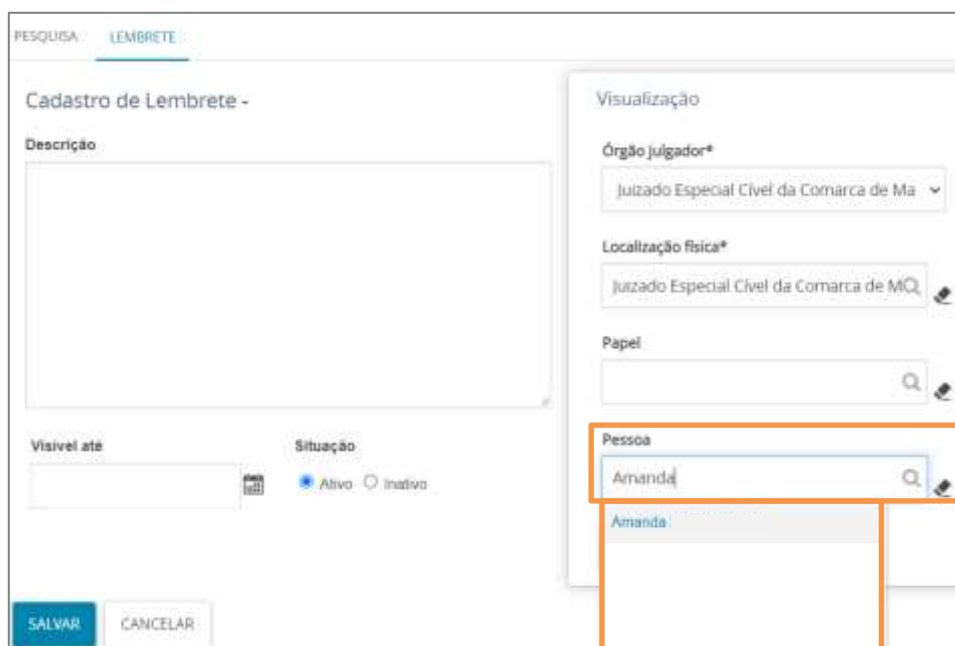 PESQUISA LEMBRETE
Cadastro de Lembrete -
Descrição
Visível até
Situação
Ativo Inativo
SALVAR CANCELAR
Visualização
Órgão julgador*
Juizado Especial Cível da Comarca de Ma
Localização física*
Juizado Especial Cível da Comarca de M
Papel
Pessoa
Amanda
Amanda